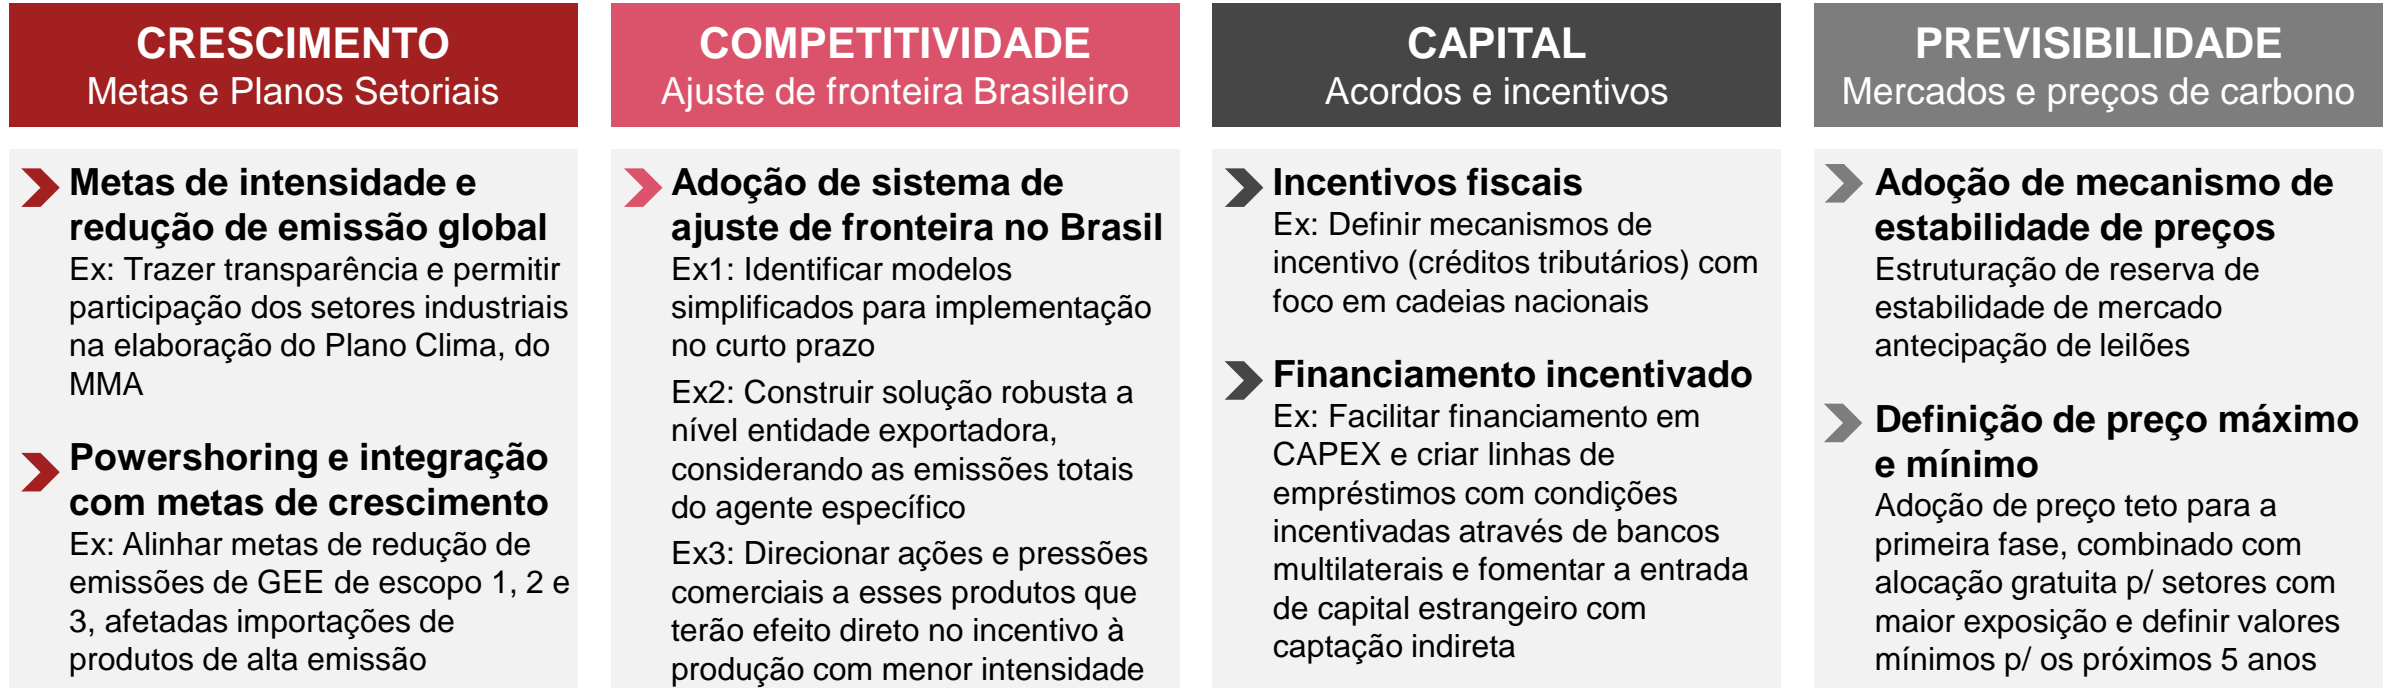 CRESCIMENTO
Metas e Planos Setoriais
Metas de intensidade e
redução de emissão global
Ex: Trazer transparência e permitir
participação dos setores industriais
na elaboração do Plano Clima, do
MMA
Powershoring e integração
com metas de crescimento
Ex: Alinhar metas de redução de
emissões de GEE de escopo 1, 2 e
3, afetadas importações de
produtos de alta emissão
COMPETITIVIDADE
Ajuste de fronteira Brasileiro
Adoção de sistema de
ajuste de fronteira no Brasil
Ex1: Identificar modelos
simplificados para implementação
no curto prazo
Ex2: Construir solução robusta a
nível entidade exportadora,
considerando as emissões totais
do agente específico
Ex3: Direcionar ações e pressões
comerciais a esses produtos que
terão efeito direto no incentivo à
produção com menor intensidade
CAPITAL
Acordos e incentivos
Incentivos fiscais
Ex: Definir mecanismos de
incentivo (créditos tributários) com
foco em cadeias nacionais
Financiamento incentivado
Ex: Facilitar financiamento em
CAPEX e criar linhas de
empréstimos com condições
incentivadas através de bancos
multilaterais e fomentar a entrada
de capital estrangeiro com
captação indireta
PREVISIBILIDADE
Mercados e preços de carbono
Adoção de mecanismo de
estabilidade de preços
Estruturação de reserva de
estabilidade de mercado
antecipação de leilões
Definição de preço máximo
e mínimo
Adoção de preço teto para a
primeira fase, combinado com
alocação gratuita p/ setores com
maior exposição e definir valores
mínimos p/ os próximos 5 anos